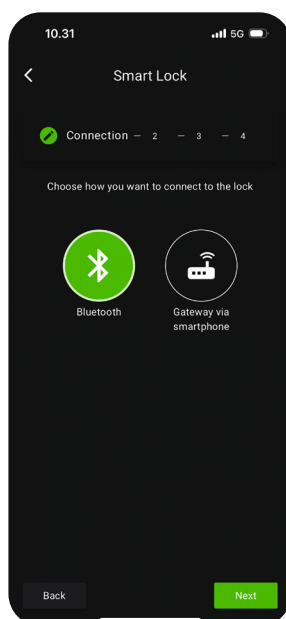 10.31 5G
Smart Lock
Connection – 2 – 3 – 4
Choose how you want to connect to the lock
Bluetooth
Gateway via
smartphone
Back Next